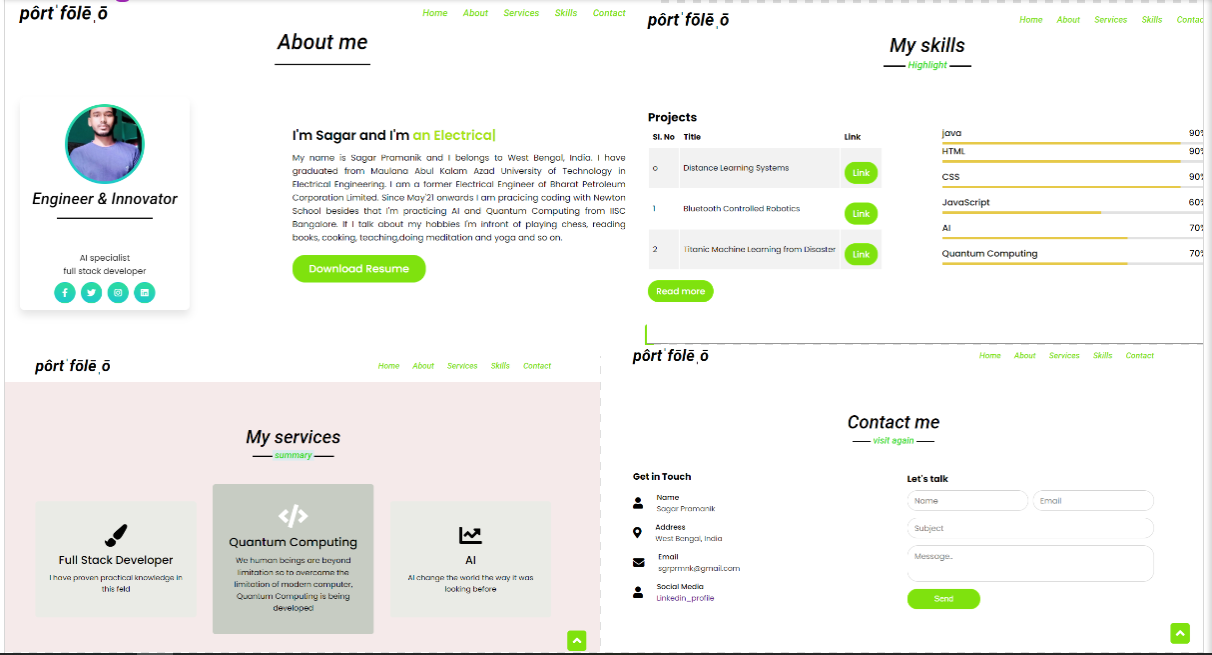 pôrtˈfōlēˌō
Home About Services Skills Contact
About me
Engineer & Innovator
AI specialist
full stack developer
I'm Sagar and I'm an Electrical|
My name is Sagar Pramanik and I belongs to West Bengol, India. I have
graduated from Maulana Abul Kalam Azad University of Technology in
Electrical Engineering. I am a former Electrical Engineer of Bharat Petroleum
Corporation Limited. Since May'21 onwards I am pracicing coding with Newton
School besides that I'm practicing AI and Quantum Computing from IISC
Bangalore. If I talk about my hobbies I'm infront of playing chess, reading
books, cooking, teaching,doing meditation and yoga and so on.
Download Resume
pôrtˈfōlēˌō
Home About Services Skills Contac
My skills
Highlight
Projects
Sl. No Title Link
0 Distance Learning Systems Link
1 Bluetooth Controlled Robotics Link
2 Titanic Machine Learning from Disaster Link
Read more
java 90%
HTML 90%
CSS 90%
JavaScript 60%
AI 70%
Quantum Computing 70%
pôrtˈfōlēˌō
Home About Services Skills Contact
My services
summary
Full Stack Developer
I have proven practical knowledge in
this feld
Quantum Computing
We human beings are beyond
limitation so to overcome the
limitation of modern computer,
Quantum Computing is being
developed
AI
AI change the world the way it was
looking before
pôrtˈfōlēˌō
Home About Services Skills Contact
Contact me
visit again
Get in Touch
Name
Sagar Pramanik
Address
West Bengal, India
Email
sgrprmnk@gmail.com
Social Media
Linkedin_profile
Let's talk
Name Email
Subject
Message..
Send